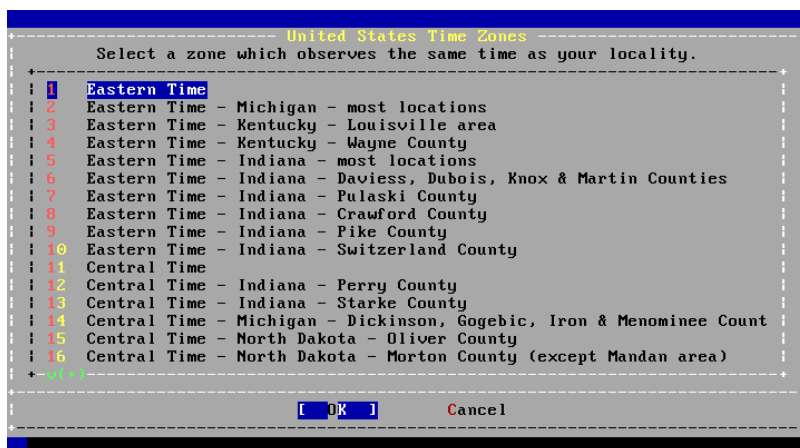 United States Time Zones
Select a zone which observes the same time as your locality.
1 Eastern Time
2 Eastern Time - Michigan - most locations
3 Eastern Time - Kentucky - Louisville area
4 Eastern Time - Kentucky - Wayne County
5 Eastern Time - Indiana - most locations
6 Eastern Time - Indiana - Daviess, Dubois, Knox & Martin Counties
7 Eastern Time - Indiana - Pulaski County
8 Eastern Time - Indiana - Crawford County
9 Eastern Time - Indiana - Pike County
10 Eastern Time - Indiana - Switzerland County
11 Central Time
12 Central Time - Indiana - Perry County
13 Central Time - Indiana - Starke County
14 Central Time - Michigan - Dickinson, Gogebic, Iron & Menominee Count
15 Central Time - North Dakota - Oliver County
16 Central Time - North Dakota - Morton County (except Mandan area)
v(+)
[ OK ] Cancel